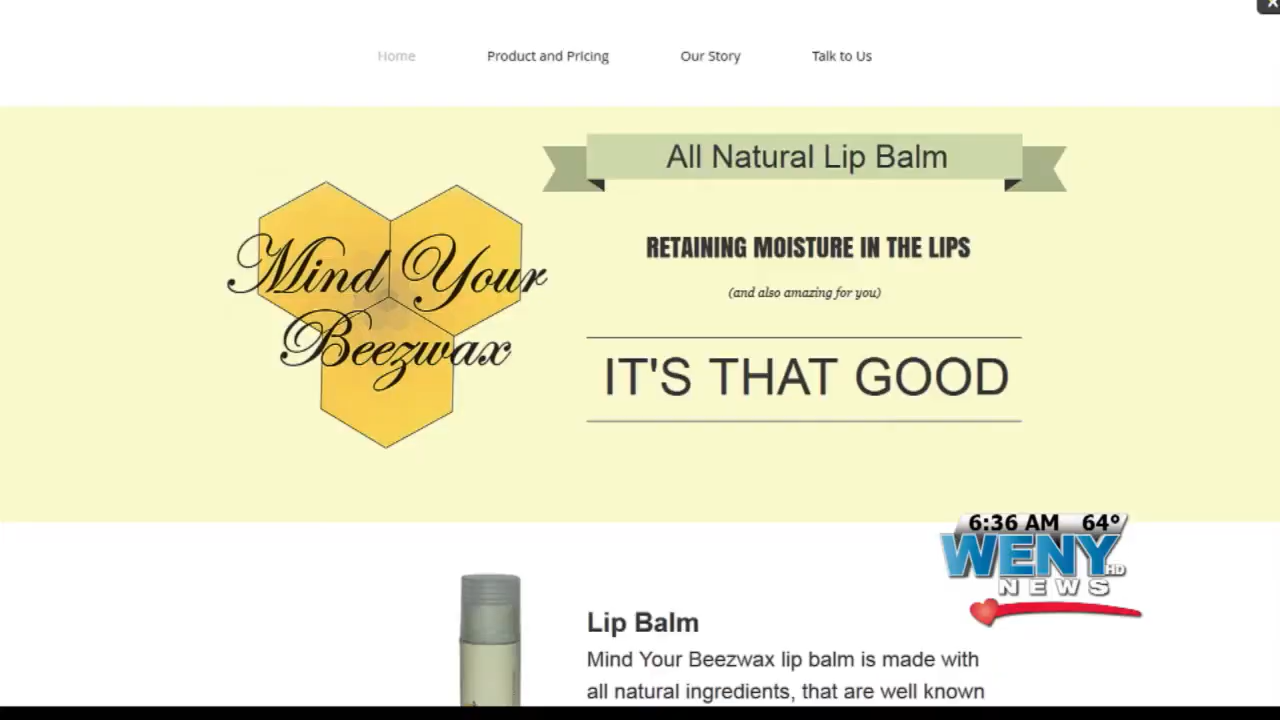 Home
Product and Pricing
Our Story
Talk to Us
All Natural Lip Balm
Mind Your
Beezwax
RETAINING MOISTURE IN THE LIPS
(and also amazing for you)
IT'S THAT GOOD
6:36 AM 64°
WENY HD
NEWS
Lip Balm
Mind Your Beezwax lip balm is made with
all natural ingredients, that are well known